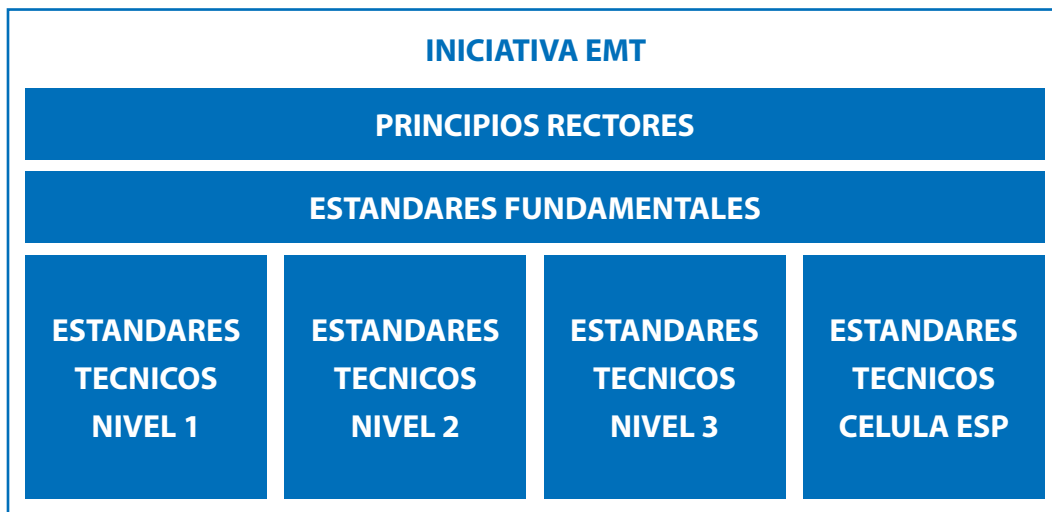 INICIATIVA EMT
PRINCIPIOS RECTORES
ESTANDARES FUNDAMENTALES
ESTANDARES
TECNICOS
NIVEL 1
ESTANDARES
TECNICOS
NIVEL 2
ESTANDARES
TECNICOS
NIVEL 3
ESTANDARES
TECNICOS
CELULA ESP